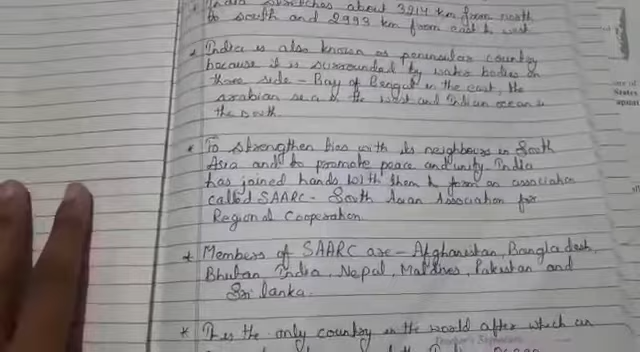 India stretches about 3214 km from north
to south and 2993 km from east to west
India is also known as peninsular country
because it is surrounded by water bodies on
three side - Bay of Bengal in the east, the
arabian sea in the west and Indian ocean in
the south.
* To strengthen ties with its neighbours in South
Asia and to promote peace and unity India
has joined hands with them to form an association
called SAARC - South Asian Association for
Regional Cooperation.
* Members of SAARC are - Afghanistan, Bangladesh,
Bhutan India, Nepal, Maldives, Pakistan and
Sri lanka.
* It is the only country in the world after which an